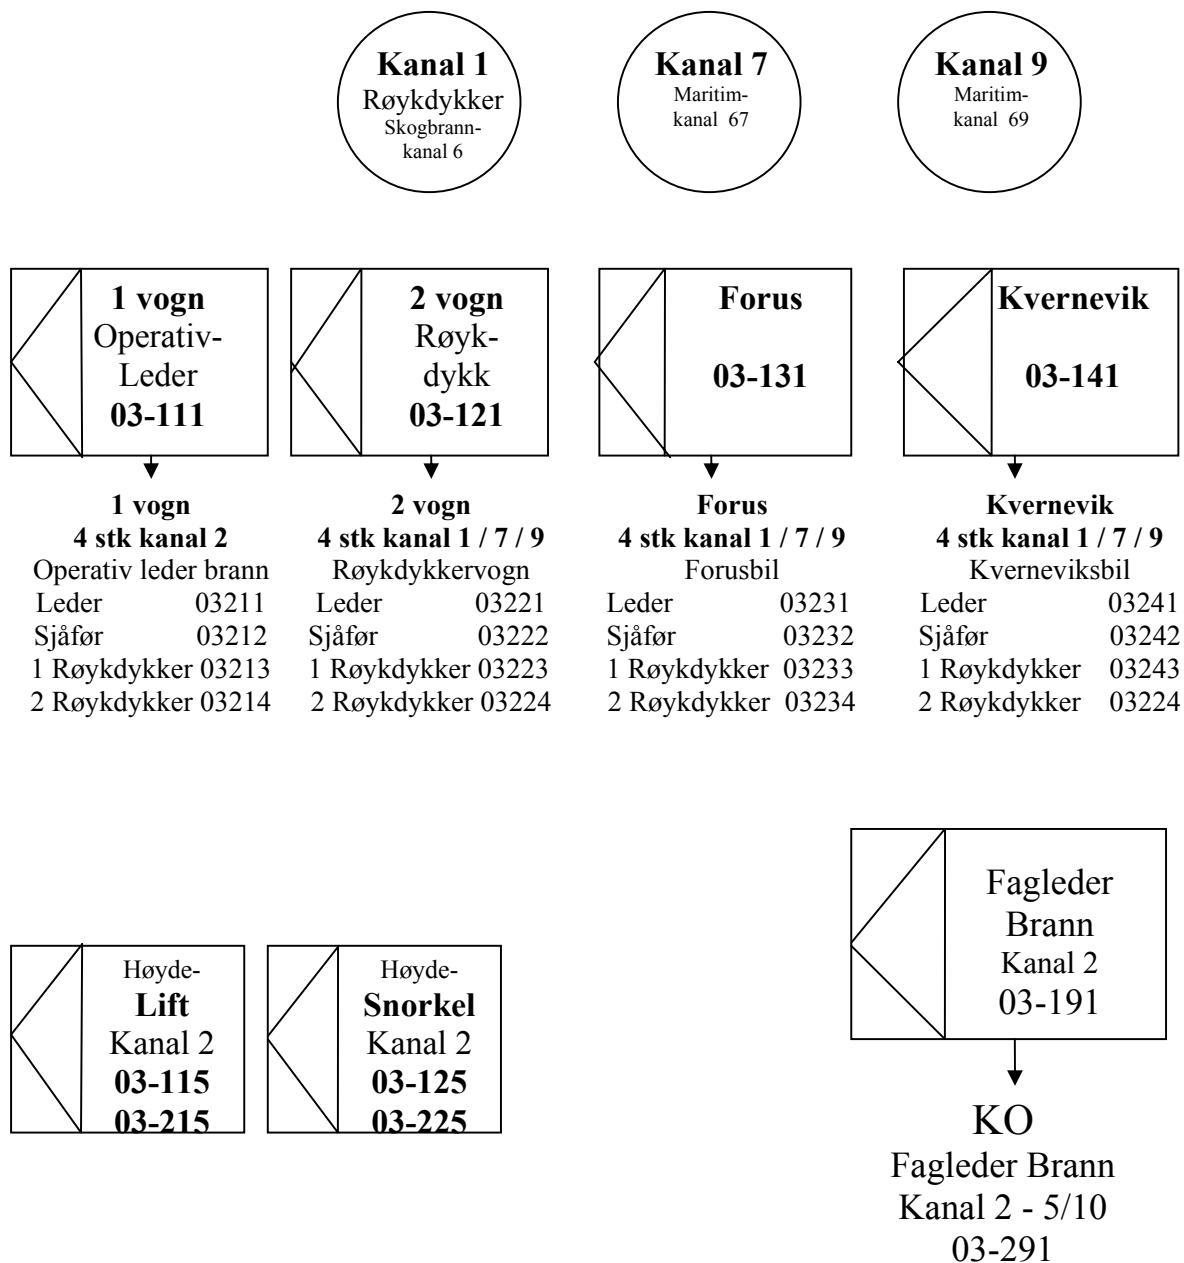 Kanal 1
Røykdykker
Skogbrann-
kanal 6
Kanal 7
Maritim-
kanal 67
Kanal 9
Maritim-
kanal 69
1 vogn
Operativ-
Leder
03-111
2 vogn
Røyk-
dykk
03-121
Forus
03-131
Kvernevik
03-141
1 vogn
4 stk kanal 2
Operativ leder brann
Leder 03211
Sjåfør 03212
1 Røykdykker 03213
2 Røykdykker 03214
2 vogn
4 stk kanal 1 / 7 / 9
Røykdykkervogn
Leder 03221
Sjåfør 03222
1 Røykdykker 03223
2 Røykdykker 03224
Forus
4 stk kanal 1 / 7 / 9
Forusbil
Leder 03231
Sjåfør 03232
1 Røykdykker 03233
2 Røykdykker 03234
Kvernevik
4 stk kanal 1 / 7 / 9
Kverneviksbil
Leder 03241
Sjåfør 03242
1 Røykdykker 03243
2 Røykdykker 03224
Høyde-
Lift
Kanal 2
03-115
03-215
Høyde-
Snorkel
Kanal 2
03-125
03-225
Fagleder
Brann
Kanal 2
03-191
KO
Fagleder Brann
Kanal 2 - 5/10
03-291